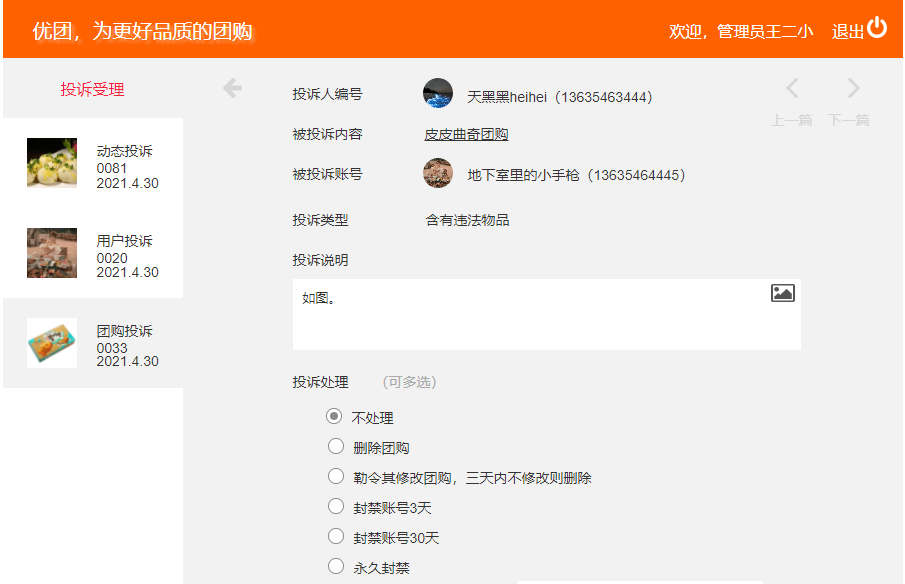 优团，为更好品质的团购
欢迎，管理员王二小 退出
投诉受理
动态投诉
0081
2021.4.30
用户投诉
0020
2021.4.30
团购投诉
0033
2021.4.30
投诉人编号 天黑黑heihei（13635463444）
上一篇 下一篇
被投诉内容 皮皮曲奇团购
被投诉账号 地下室里的小手枪（13635464445）
投诉类型 含有违法物品
投诉说明
如图。
投诉处理 （可多选）
不处理
删除团购
勒令其修改团购，三天内不修改则删除
封禁账号3天
封禁账号30天
永久封禁